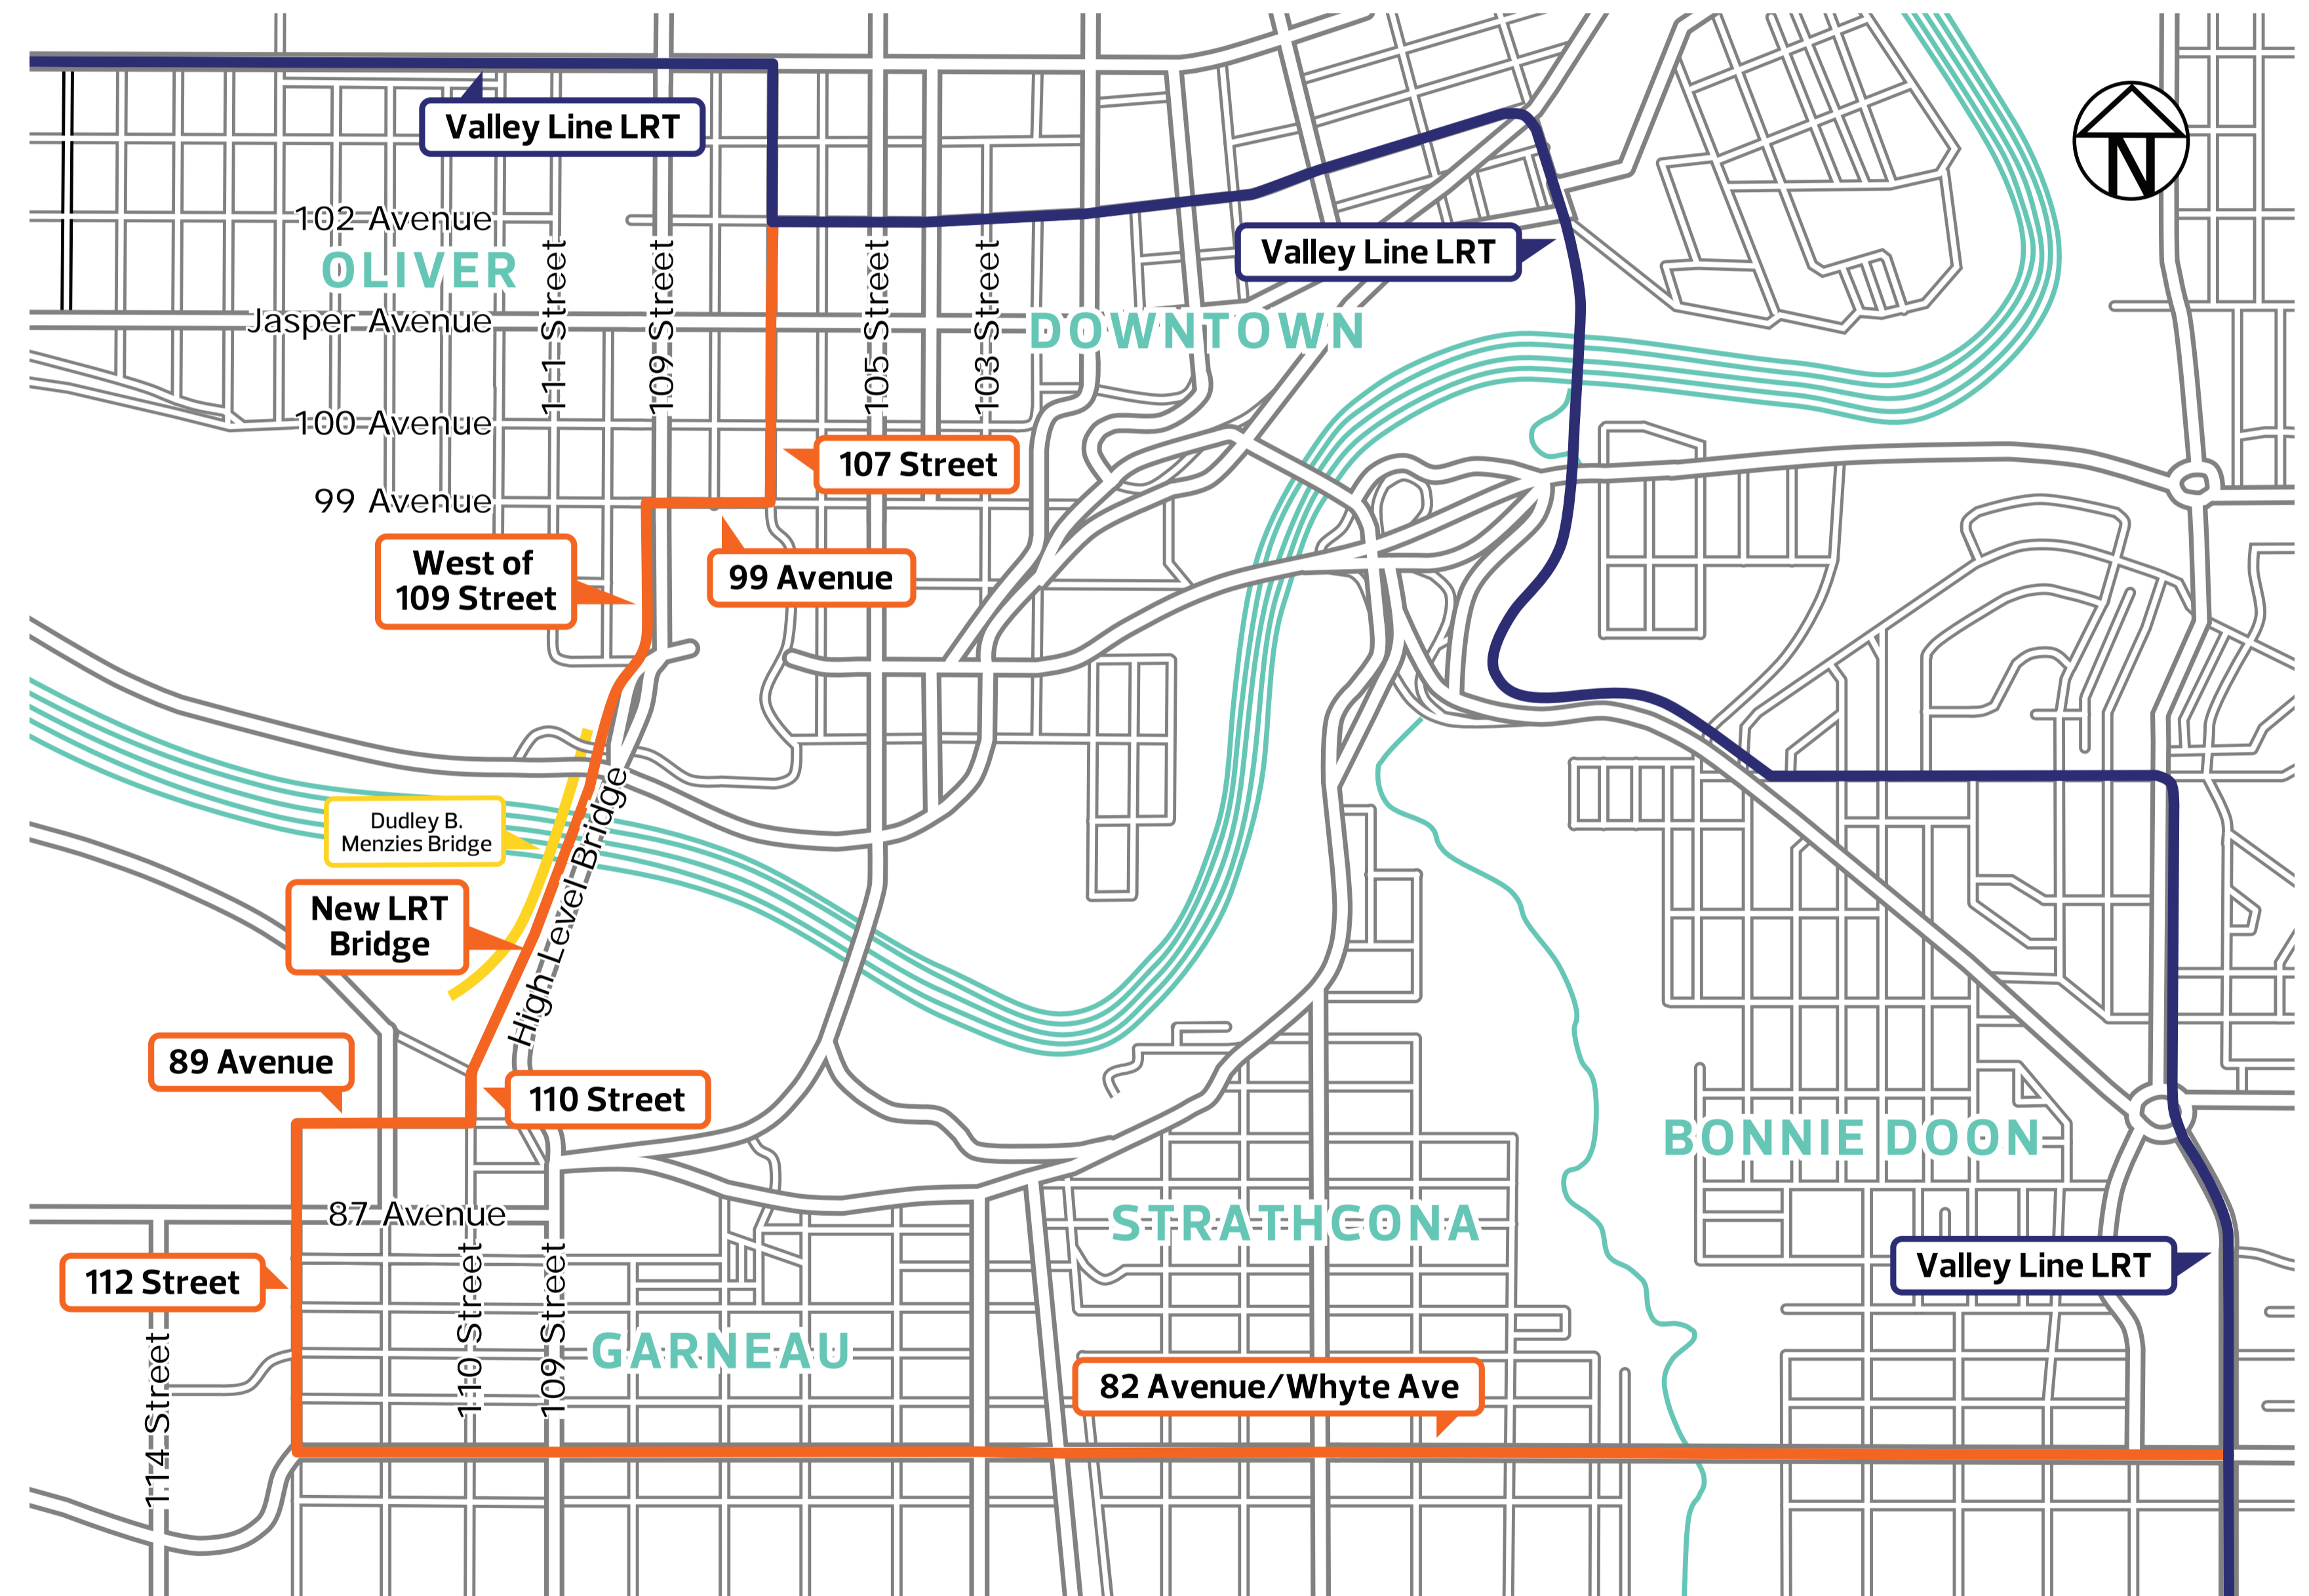 Valley Line LRT
N
102 Avenue
OLIVER
111 Street
109 Street
105 Street
103 Street
Valley Line LRT
Jasper Avenue
DOWNTOWN
100 Avenue
107 Street
99 Avenue
West of
109 Street
99 Avenue
Dudley B.
Menzies Bridge
High Level Bridge
New LRT
Bridge
89 Avenue
110 Street
BONNIE DOON
87 Avenue
STRATHCONA
112 Street
Valley Line LRT
114 Street
110 Street
109 Street
GARNEAU
82 Avenue/Whyte Ave